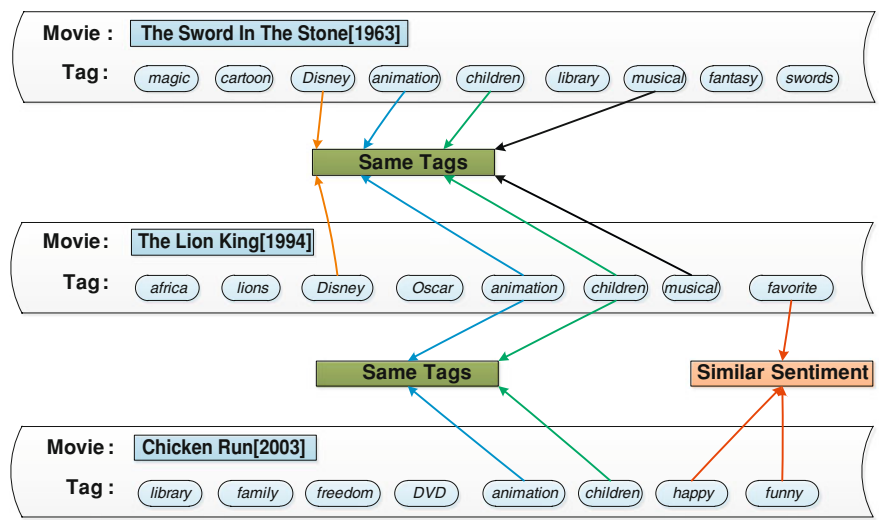 Movie : The Sword In The Stone[1963]
Tag : magic cartoon Disney animation children library musical fantasy swords
Same Tags
Movie : The Lion King[1994]
Tag : africa lions Disney Oscar animation children musical favorite
Same Tags Similar Sentiment
Movie : Chicken Run[2003]
Tag : library family freedom DVD animation children happy funny